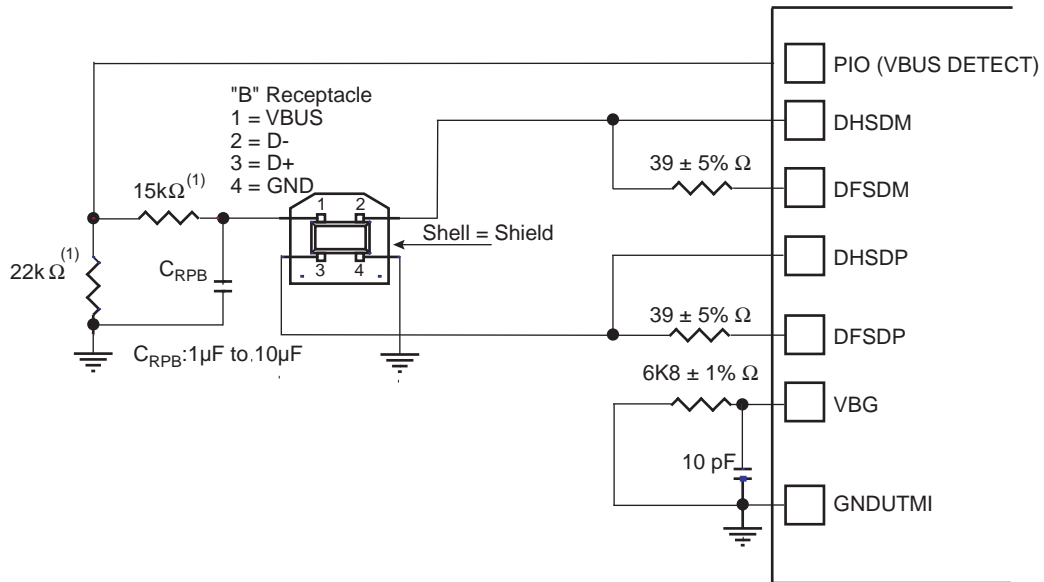 PIO (VBUS DETECT)
"B" Receptacle
1 = VBUS
2 = D-
3 = D+
4 = GND
DHSDM
39 ± 5% Ω
DFSDM
15kΩ(1)
1 2
Shell = Shield
3 4
DHSDP
22k Ω(1)
CRPB
39 ± 5% Ω
DFSDP
CRPB:1µF to 10µF
6K8 ± 1% Ω
VBG
10 pF
GNDUTMI